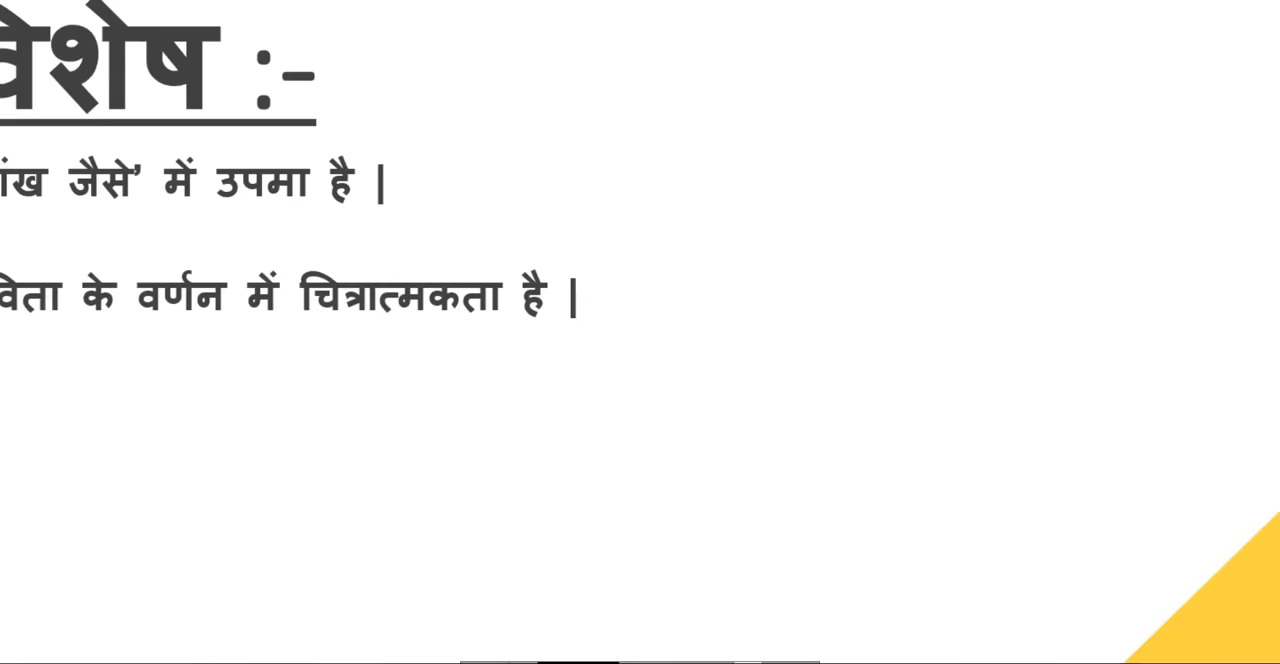 विशेष :-
जैसे’ में उपमा है |
के वर्णन में चित्रात्मकता है |